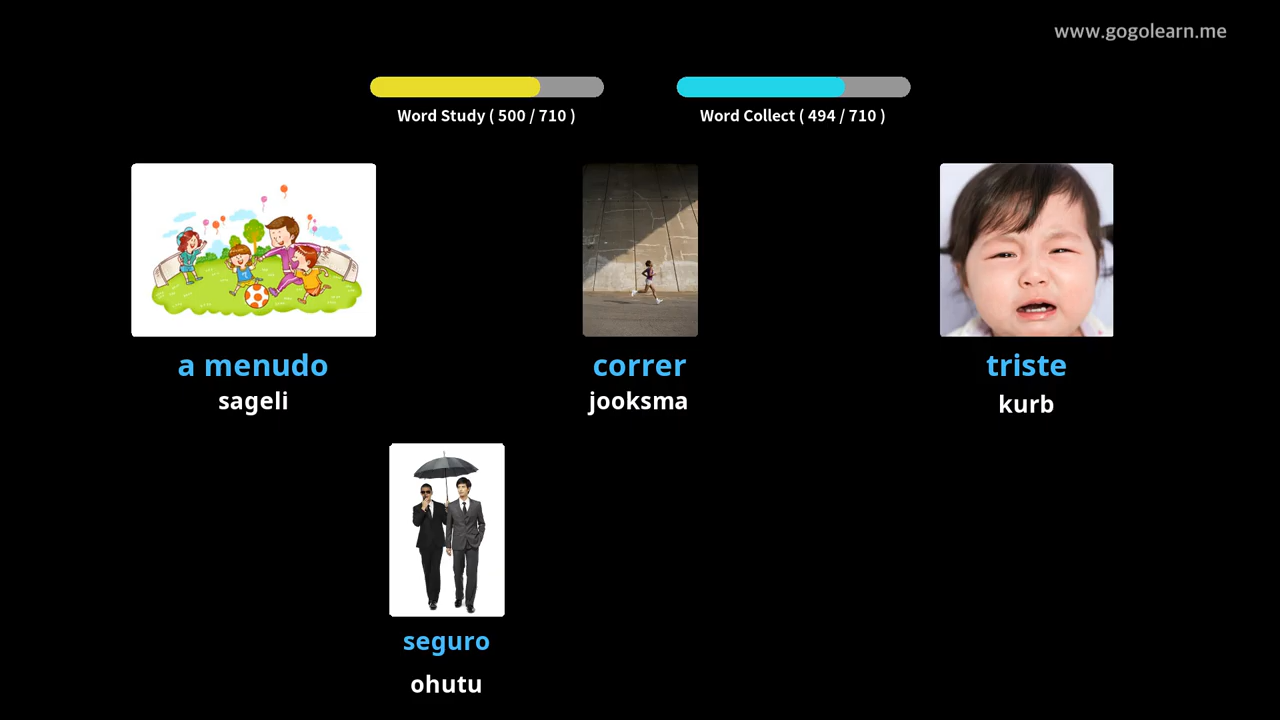 www.gogolearn.me
Word Study ( 500 / 710 )
Word Collect ( 494 / 710 )
a menudo
sageli
correr
jooksma
triste
kurb
seguro
ohutu